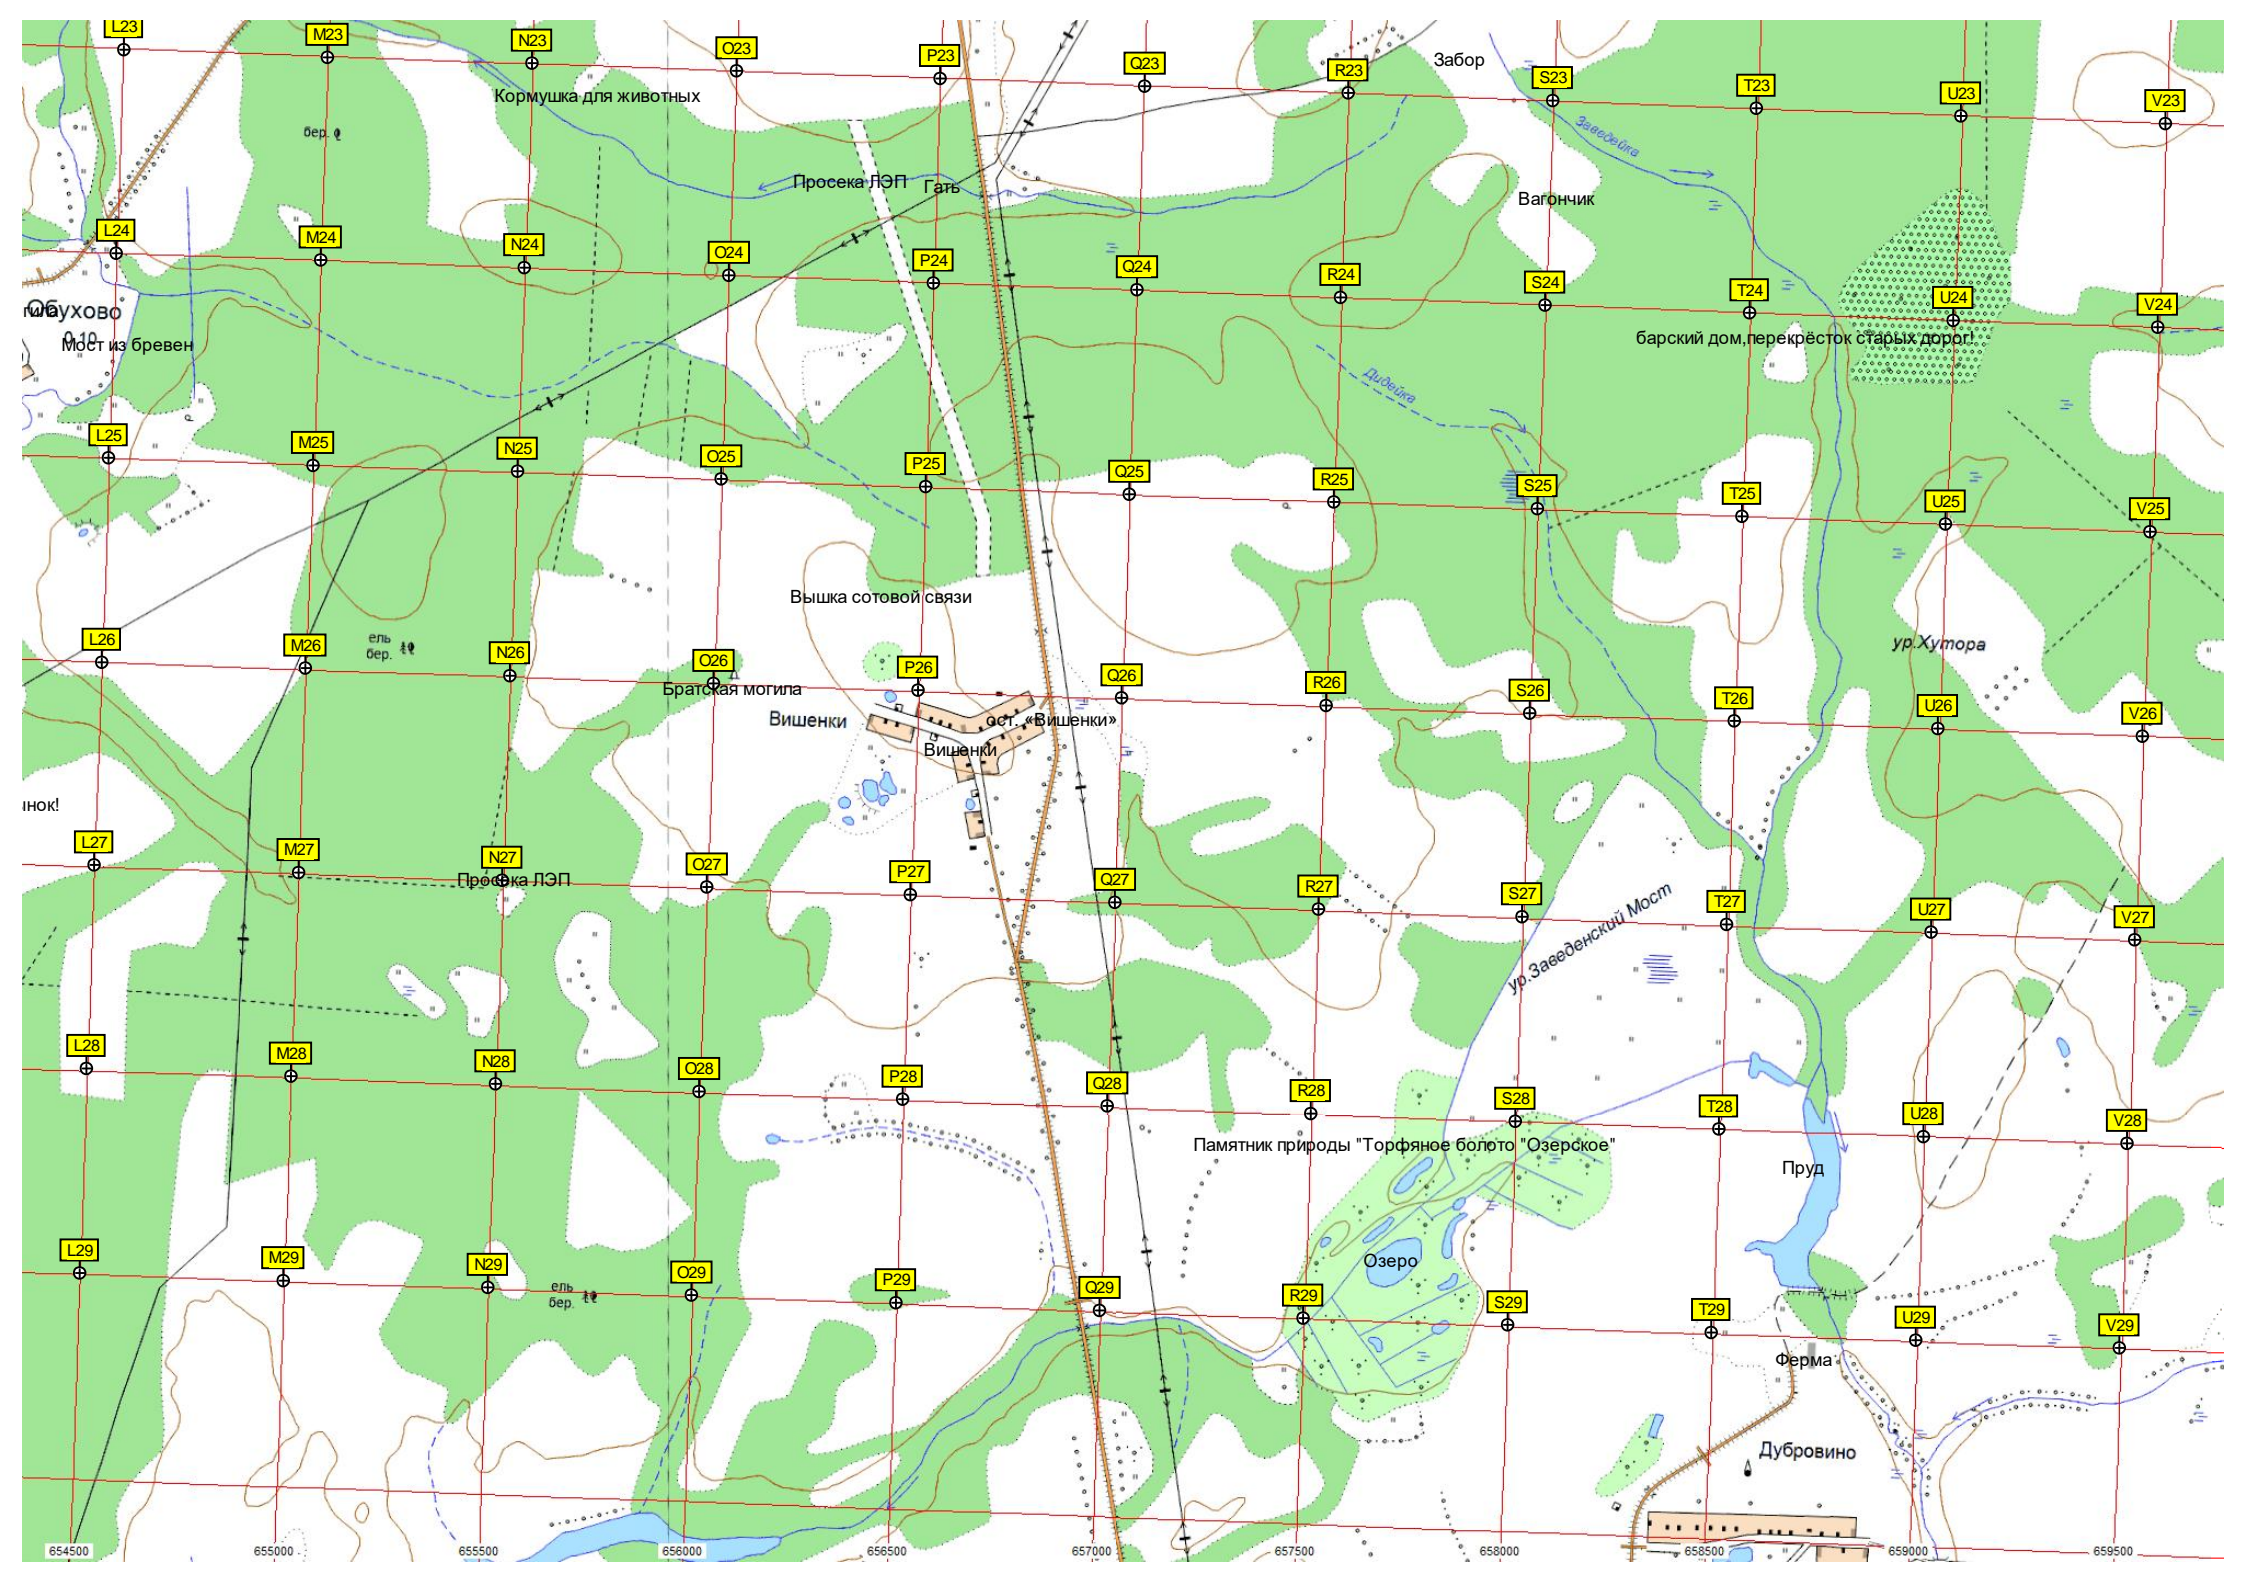 L23
M23
N23
O23
P23
Q23
R23
Забор
S23
T23
U23
V23
Кормушка для животных
бер.
Заведейка
Просека ЛЭП
Гать
Вагончик
L24
M24
N24
O24
P24
Q24
R24
S24
T24
U24
V24
Обухово
0.10
Мост из бревен
барский дом,перекрёсток старых дорог!
Дидейка
L25
M25
N25
O25
P25
Q25
R25
S25
T25
U25
V25
Вышка сотовой связи
ель
бер.
ур.Хутора
L26
M26
N26
O26
P26
Q26
R26
S26
T26
U26
V26
Братская могила
Вишенки
ост. «Вишенки»
Вишенки
L27
M27
N27
O27
P27
Q27
R27
S27
T27
U27
V27
Просека ЛЭП
ур.Заведенский Мост
L28
M28
N28
O28
P28
Q28
R28
S28
T28
U28
V28
Памятник природы "Торфяное болото "Озерское"
Пруд
Озеро
L29
M29
N29
O29
P29
Q29
R29
S29
T29
U29
V29
ель
бер.
Ферма
Дубровино
654500
655000
655500
656000
656500
657000
657500
658000
658500
659000
659500